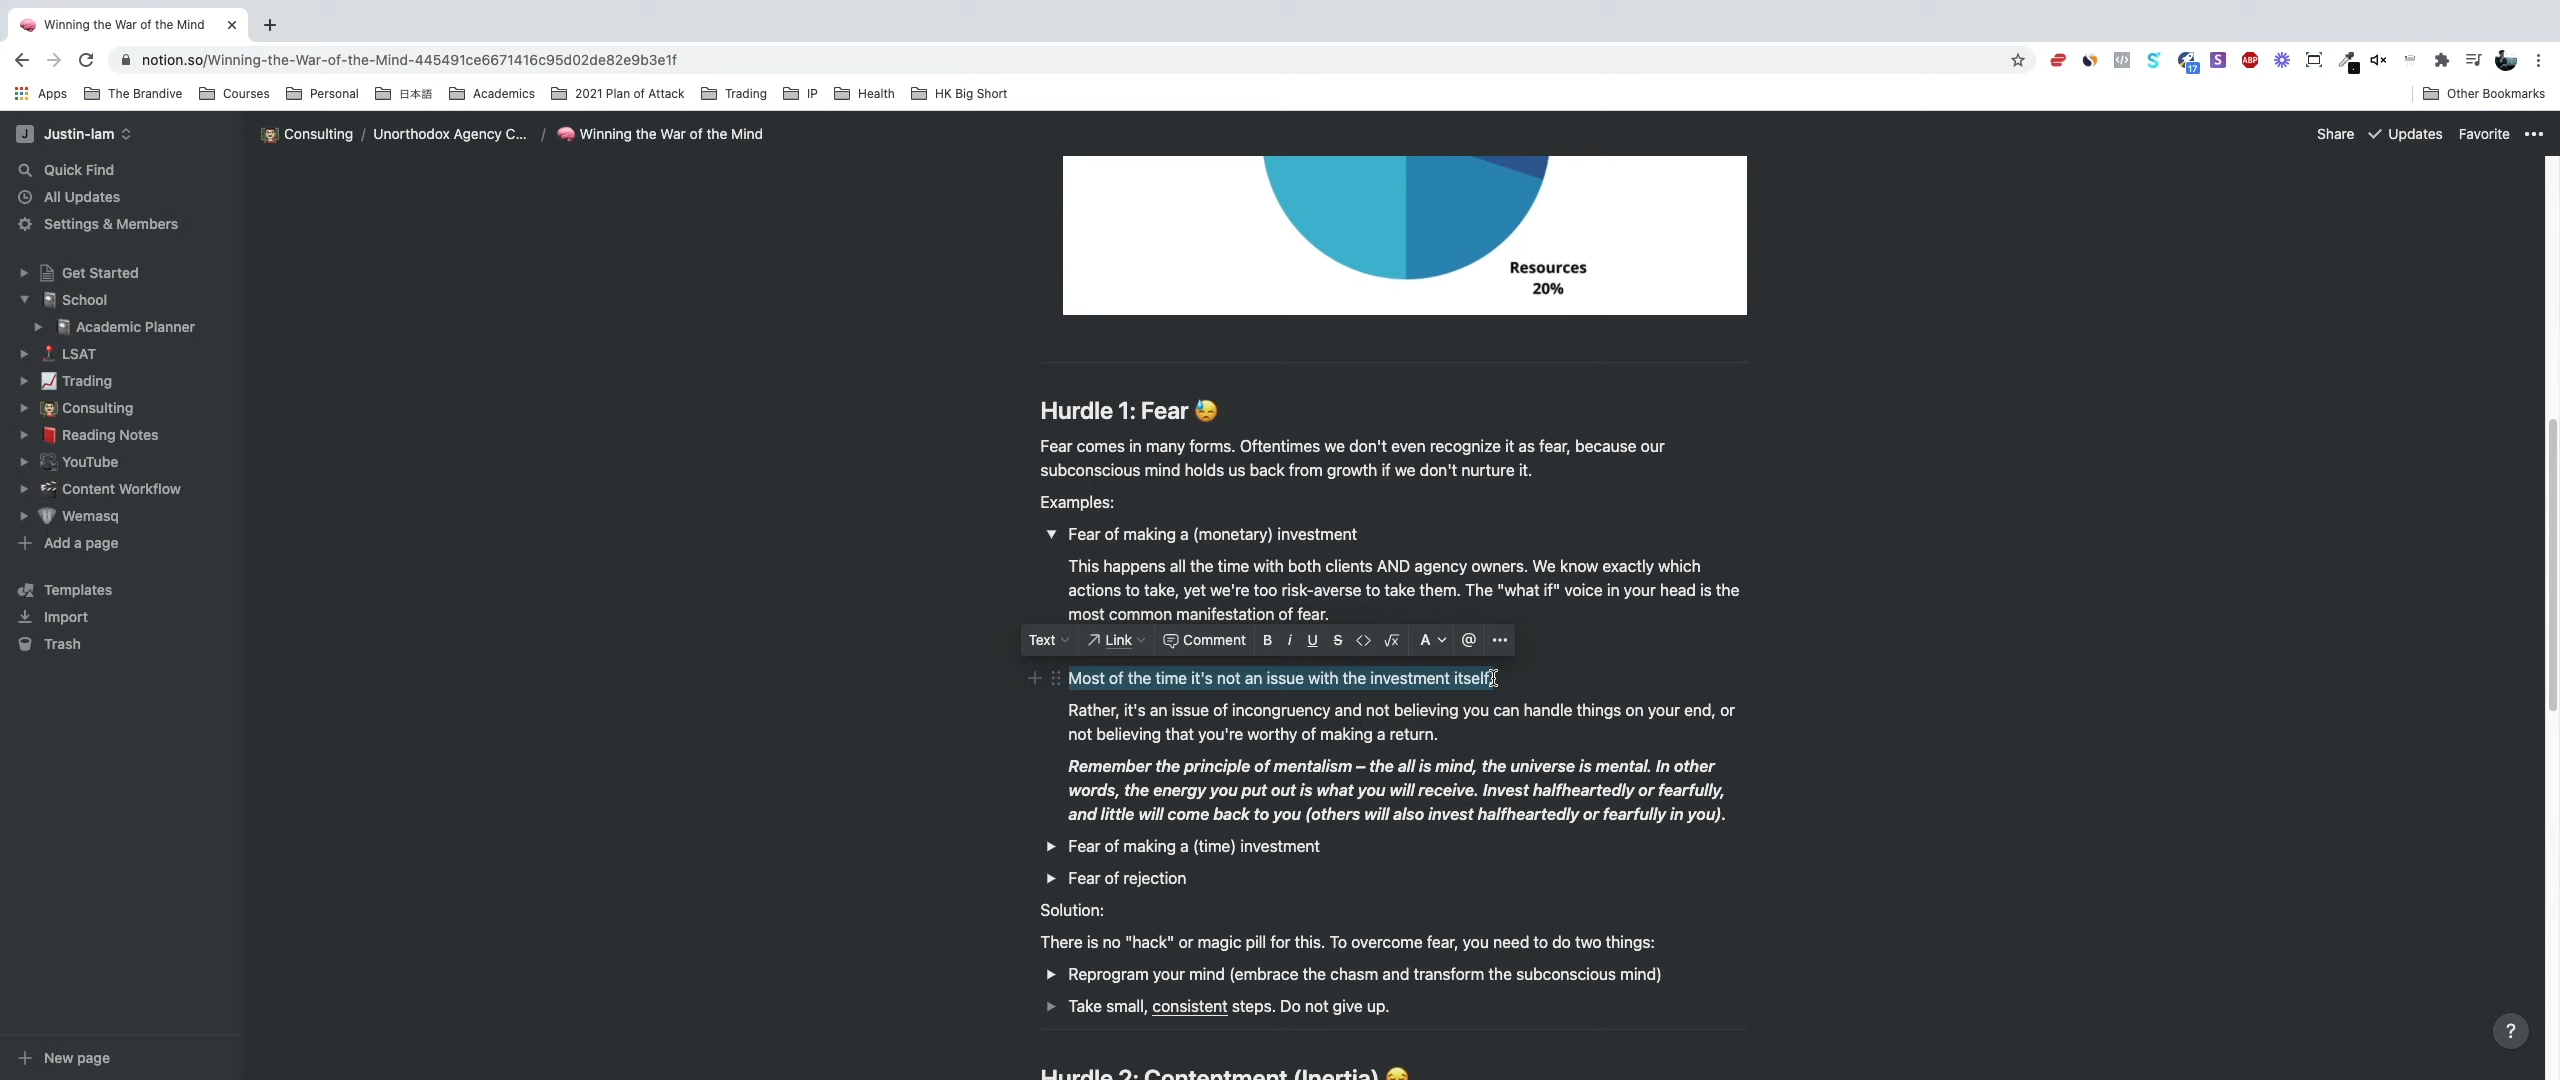 Winning the War of the Mind
notion.so/Winning-the-War-of-the-Mind-445491ce6671416c95d02de82e9b3e1f
17
S
ABP
Apps
The Brandive
Courses
Personal
日本語
Academics
2021 Plan of Attack
Trading
IP
Health
HK Big Short
Other Bookmarks
J Justin-lam
Consulting / Unorthodox Agency C... / Winning the War of the Mind
Share
Updates
Favorite
Quick Find
All Updates
Settings & Members
Get Started
School
Academic Planner
LSAT
Trading
Consulting
Reading Notes
YouTube
Content Workflow
Wemasq
Add a page
Templates
Import
Trash
New page
Resources
20%
Hurdle 1: Fear
Fear comes in many forms. Oftentimes we don't even recognize it as fear, because our
subconscious mind holds us back from growth if we don't nurture it.
Examples:
Fear of making a (monetary) investment
This happens all the time with both clients AND agency owners. We know exactly which
actions to take, yet we're too risk-averse to take them. The "what if" voice in your head is the
most common manifestation of fear.
Text Link Comment B i U S <> √x A @ •••
Most of the time it's not an issue with the investment itself.
Rather, it's an issue of incongruency and not believing you can handle things on your end, or
not believing that you're worthy of making a return.
Remember the principle of mentalism – the all is mind, the universe is mental. In other
words, the energy you put out is what you will receive. Invest halfheartedly or fearfully,
and little will come back to you (others will also invest halfheartedly or fearfully in you).
Fear of making a (time) investment
Fear of rejection
Solution:
There is no "hack" or magic pill for this. To overcome fear, you need to do two things:
Reprogram your mind (embrace the chasm and transform the subconscious mind)
Take small, consistent steps. Do not give up.
Hurdle 2: Contentment (Inertia)
?